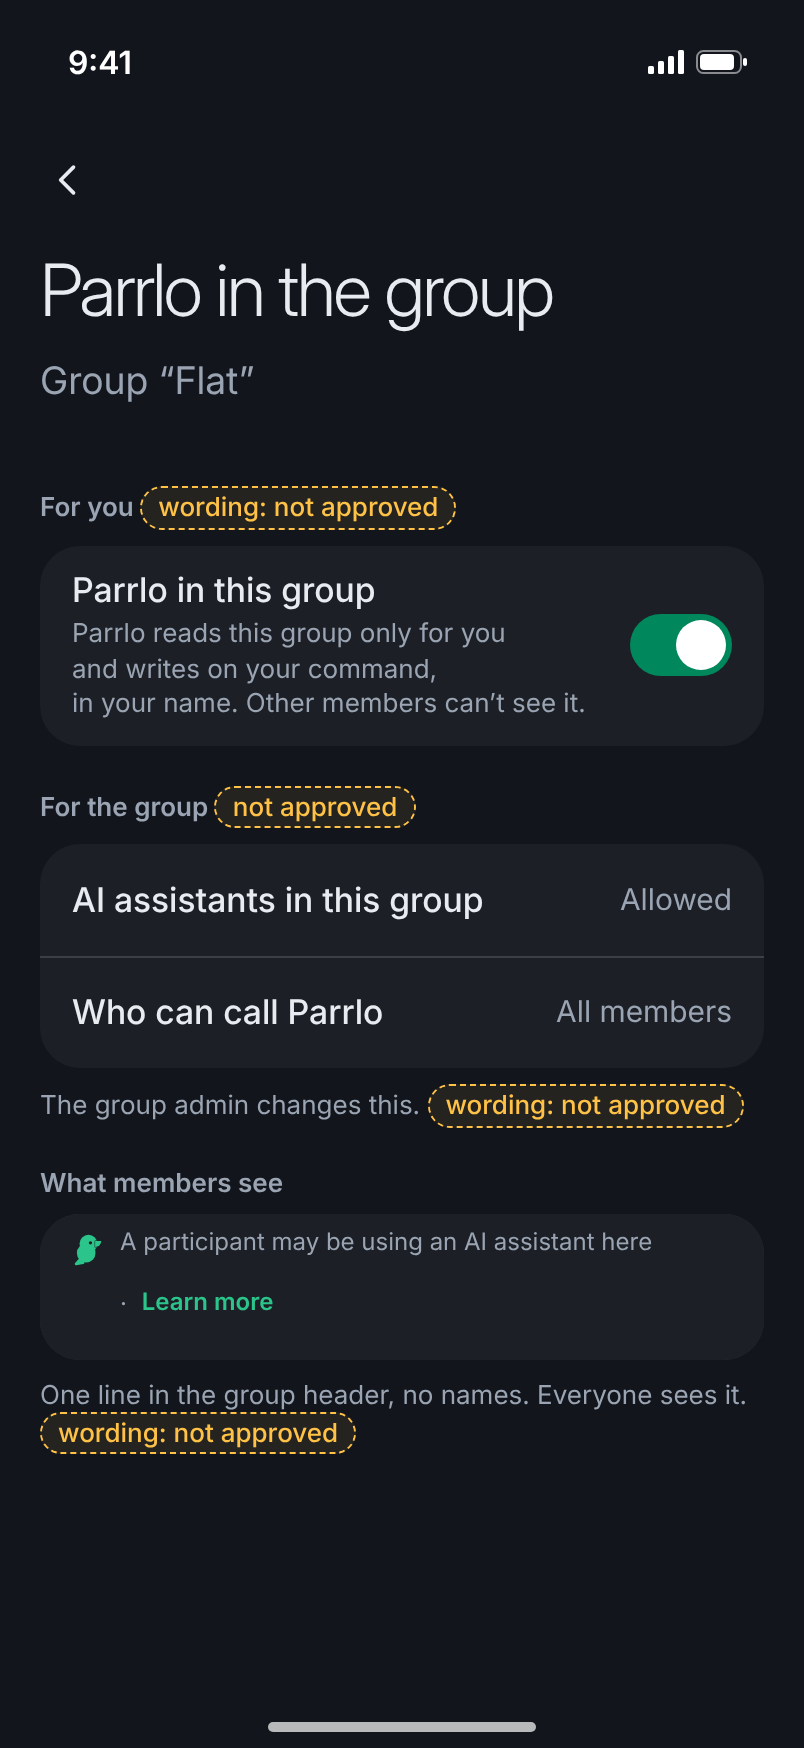 9:41
Parrlo in the group
Group “Flat”
For you wording: not approved
Parrlo in this group
Parrlo reads this group only for you
and writes on your command,
in your name. Other members can’t see it.
For the group not approved
AI assistants in this group Allowed
Who can call Parrlo All members
The group admin changes this. wording: not approved
What members see
A participant may be using an AI assistant here
· Learn more
One line in the group header, no names. Everyone sees it.
wording: not approved